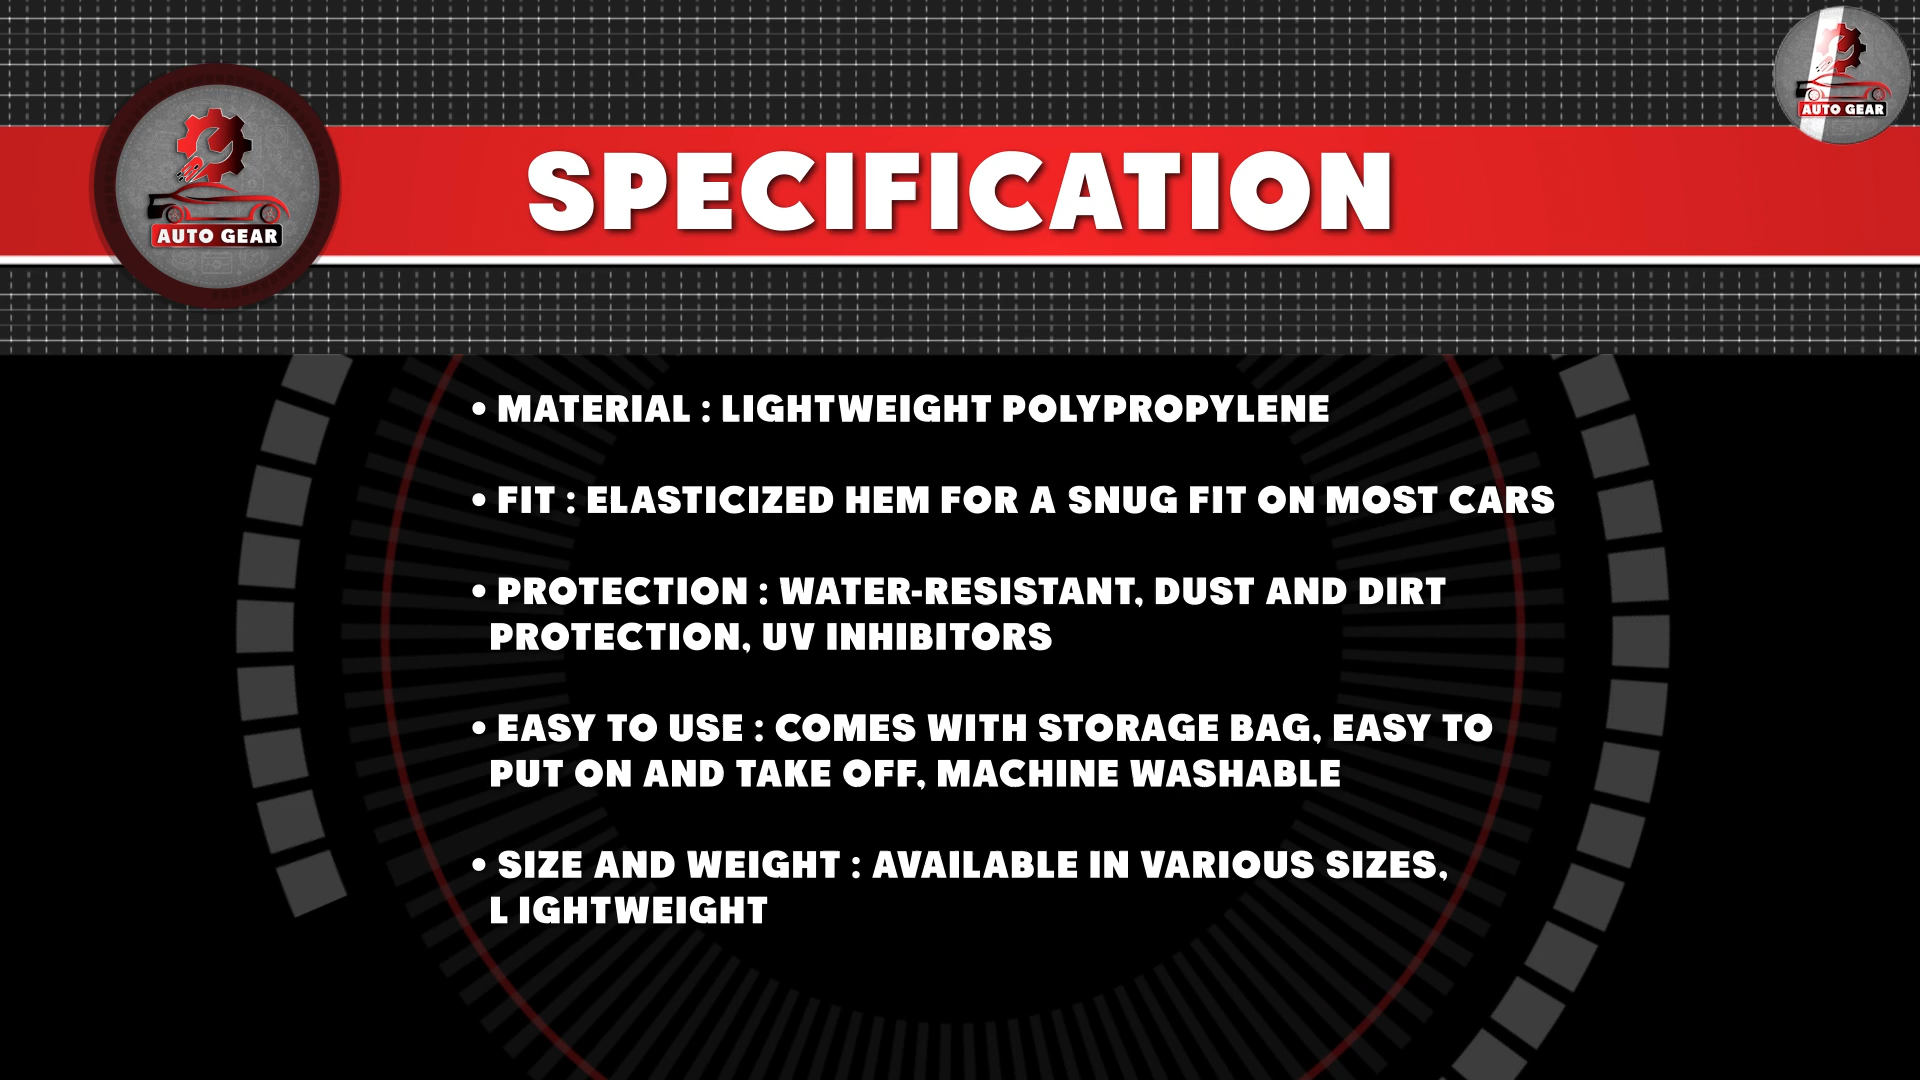 AUTO GEAR
SPECIFICATION
AUTO GEAR
• MATERIAL : LIGHTWEIGHT POLYPROPYLENE
• FIT : ELASTICIZED HEM FOR A SNUG FIT ON MOST CARS
• PROTECTION : WATER-RESISTANT, DUST AND DIRT
PROTECTION, UV INHIBITORS
• EASY TO USE : COMES WITH STORAGE BAG, EASY TO
PUT ON AND TAKE OFF, MACHINE WASHABLE
• SIZE AND WEIGHT : AVAILABLE IN VARIOUS SIZES,
L IGHTWEIGHT